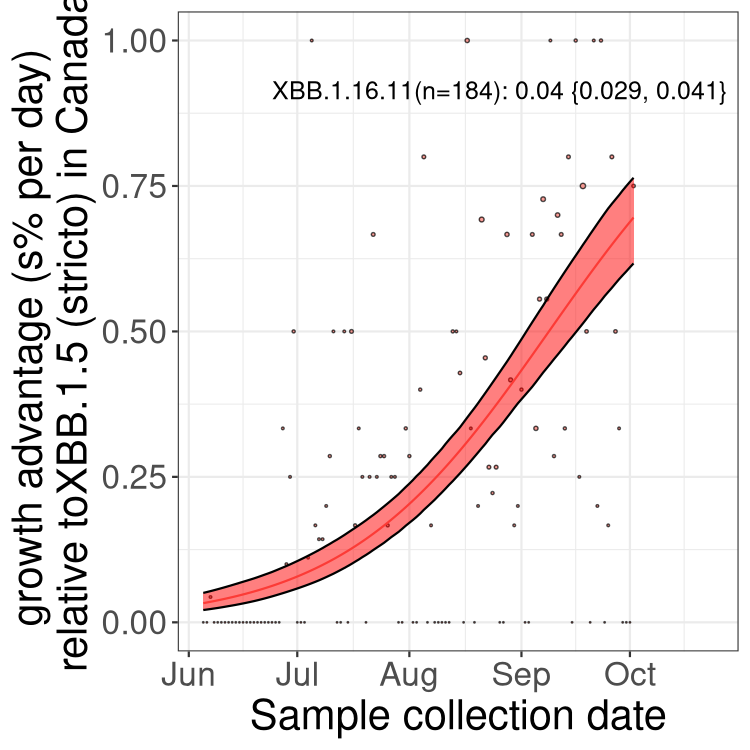 growth advantage (s% per day)
relative toXBB.1.5 (stricto) in Canada
1.00
0.75
0.50
0.25
0.00
XBB.1.16.11(n=184): 0.04 {0.029, 0.041}
Jun Jul Aug Sep Oct
Sample collection date